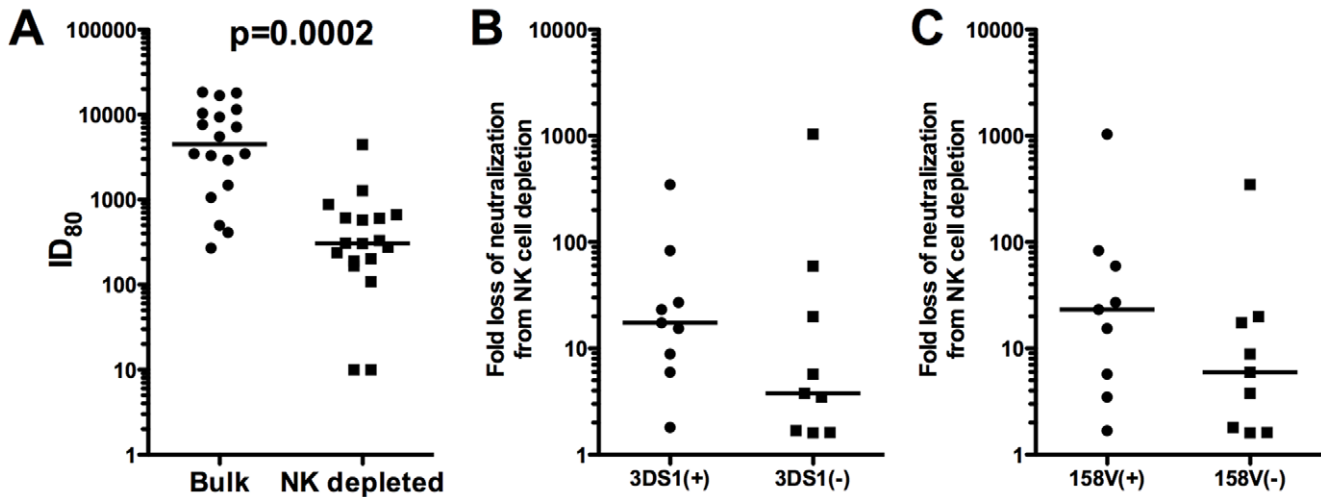 A
p=0.0002
ID80
100000
10000
1000
100
10
1
Bulk
NK depleted
B
Fold loss of neutralization
from NK cell depletion
1000
100
10
1
3DS1(+)
3DS1(-)
C
Fold loss of neutralization
from NK cell depletion
1000
100
10
1
158V(+)
158V(-)